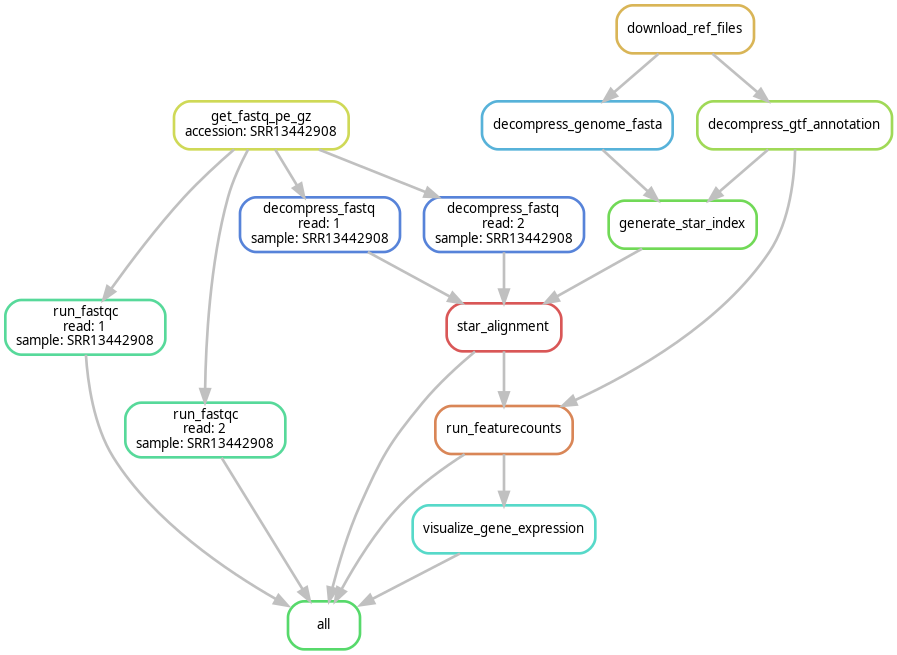 download_ref_files
get_fastq_pe_gz
accession: SRR13442908
decompress_genome_fasta
decompress_gtf_annotation
decompress_fastq
read: 1
sample: SRR13442908
decompress_fastq
read: 2
sample: SRR13442908
generate_star_index
run_fastqc
read: 1
sample: SRR13442908
star_alignment
run_fastqc
read: 2
sample: SRR13442908
run_featurecounts
visualize_gene_expression
all